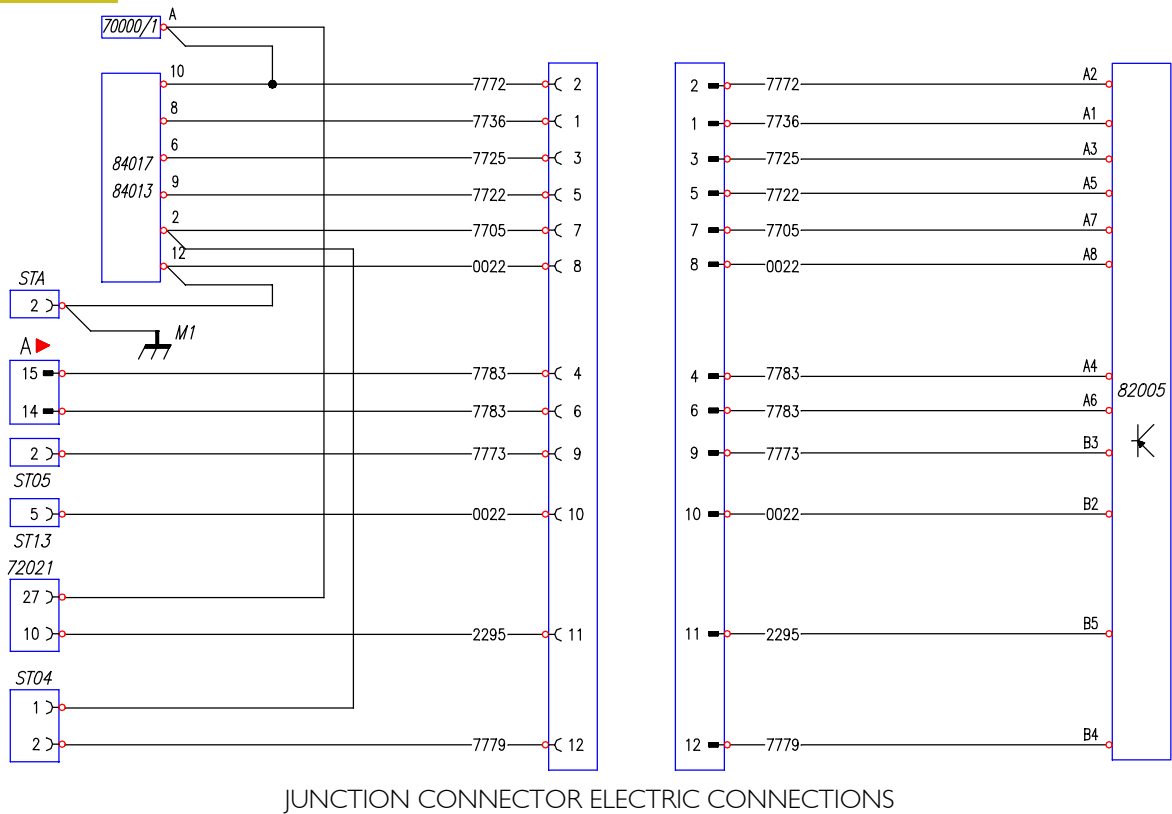 70000/1 A
10 7772 2 2 7772 A2
8 7736 1 1 7736 A1
6 7725 3 3 7725 A3
84017
9 7722 5 5 7722 A5
84013
2 7705 7 7 7705 A7
12 0022 8 8 0022 A8
STA
2
M1
A
15 7783 4 4 7783 A4
82005
14 7783 6 6 7783 A6
2 7773 9 9 7773 B3
ST05
5 0022 10 10 0022 B2
ST13
72021
27
10 2295 11 11 2295 B5
ST04
1
2 7779 12 12 7779 B4
JUNCTION CONNECTOR ELECTRIC CONNECTIONS